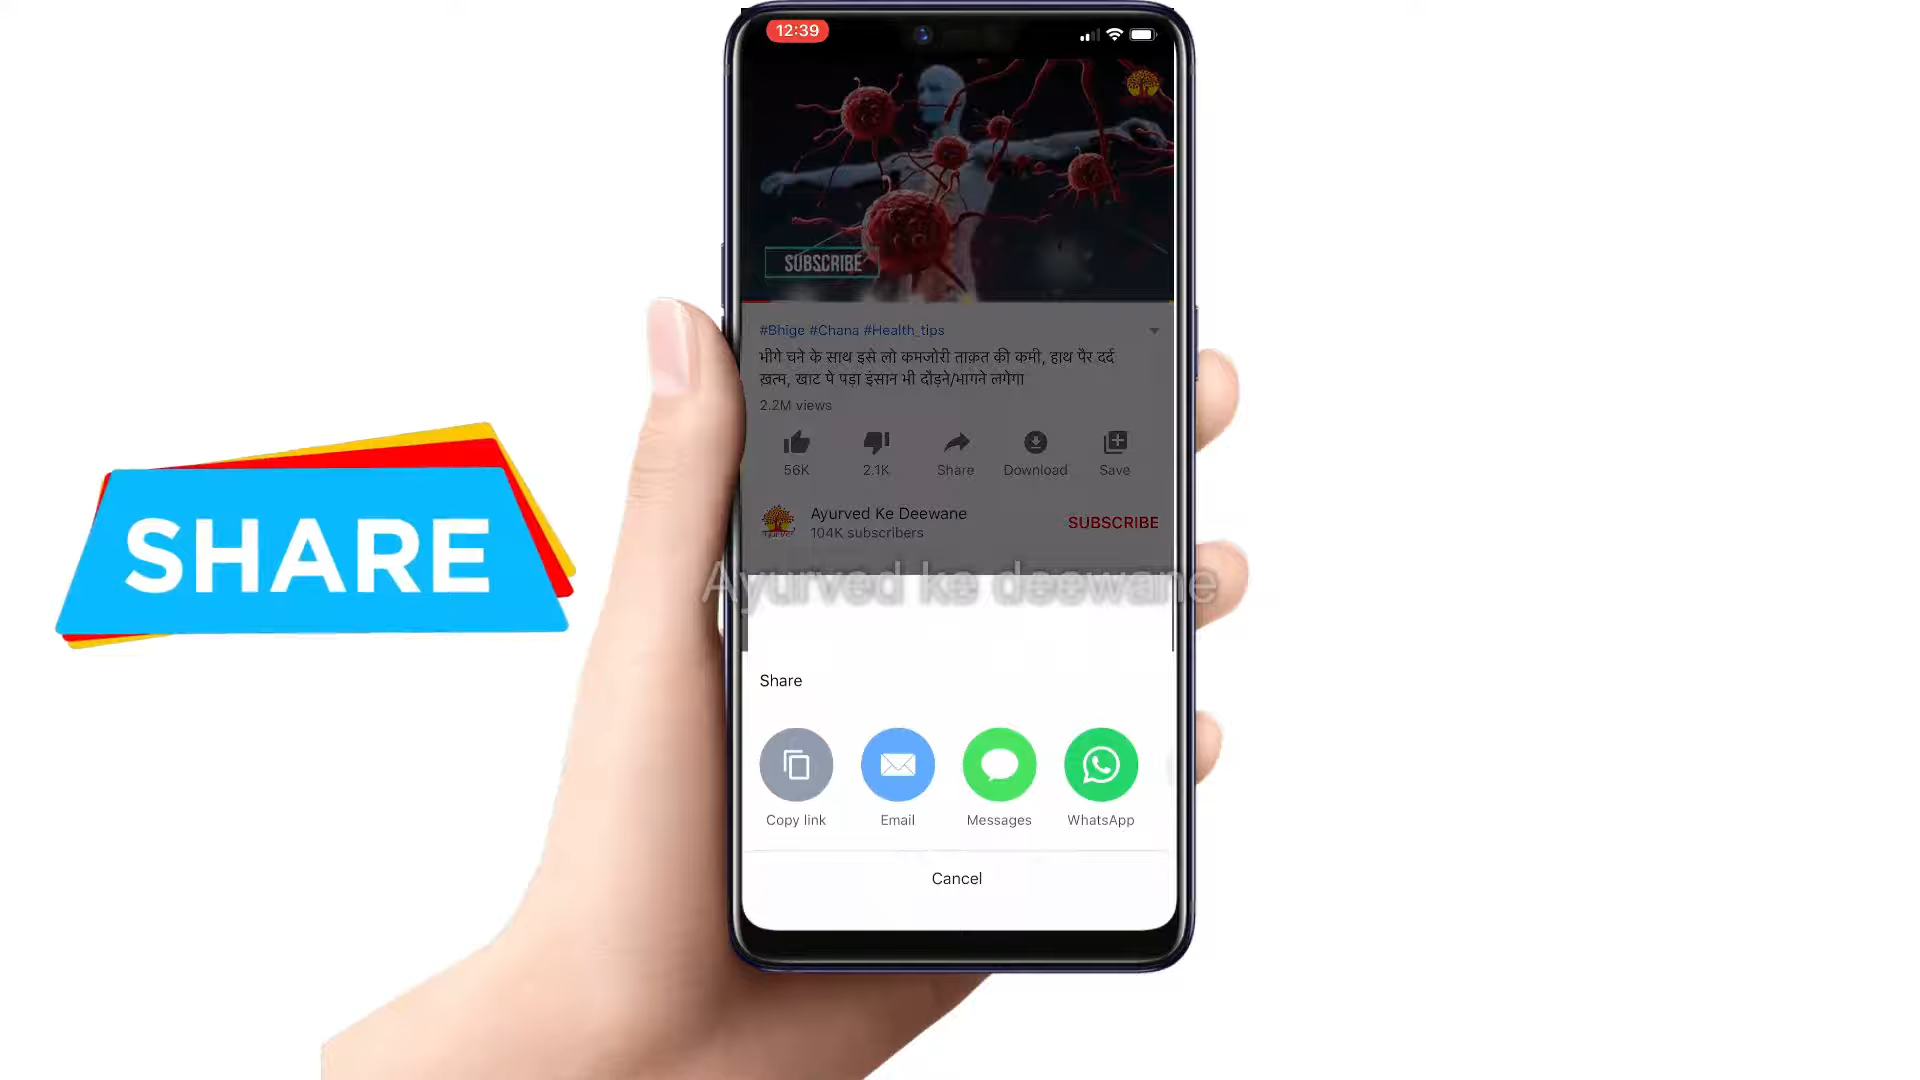 12:39
SUBSCRIBE
#Bhige #Chana #Health_tips
भीगे चने के साथ इसे लो कमजोरी ताक़त की कमी, हाथ पैर दर्द
ख़त्म, खाट पे पड़ा इंसान भी दौड़ने/भागने लगेगा
2.2M views
56K
2.1K
Share
Download
Save
Ayurved Ke Deewane
104K subscribers
SUBSCRIBE
Ayurved ke deewane
SHARE
Share
Copy link
Email
Messages
WhatsApp
Cancel